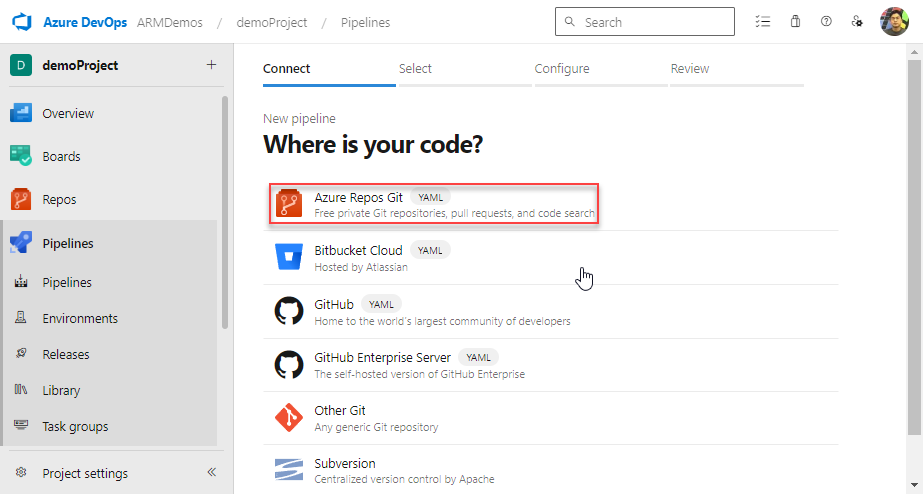 Azure DevOps ARMDemos / demoProject / Pipelines
Search
D demoProject
Overview
Boards
Repos
Pipelines
Pipelines
Environments
Releases
Library
Task groups
Project settings
Connect Select Configure Review
New pipeline
Where is your code?
Azure Repos Git YAML
Free private Git repositories, pull requests, and code search
Bitbucket Cloud YAML
Hosted by Atlassian
GitHub YAML
Home to the world's largest community of developers
GitHub Enterprise Server YAML
The self-hosted version of GitHub Enterprise
Other Git
Any generic Git repository
Subversion
Centralized version control by Apache